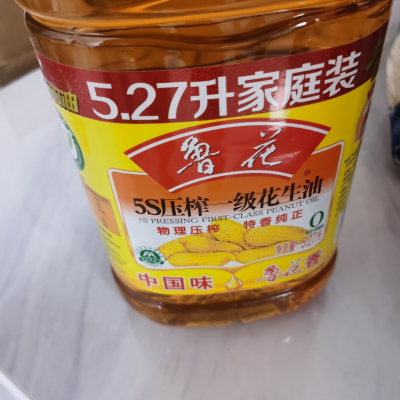 5.27升家庭装
鲁花
5S压榨一级花生油
5S PRESSING FIRST-CLASS PEANUT OIL
物理压榨 特香纯正
中国味 鲁花香